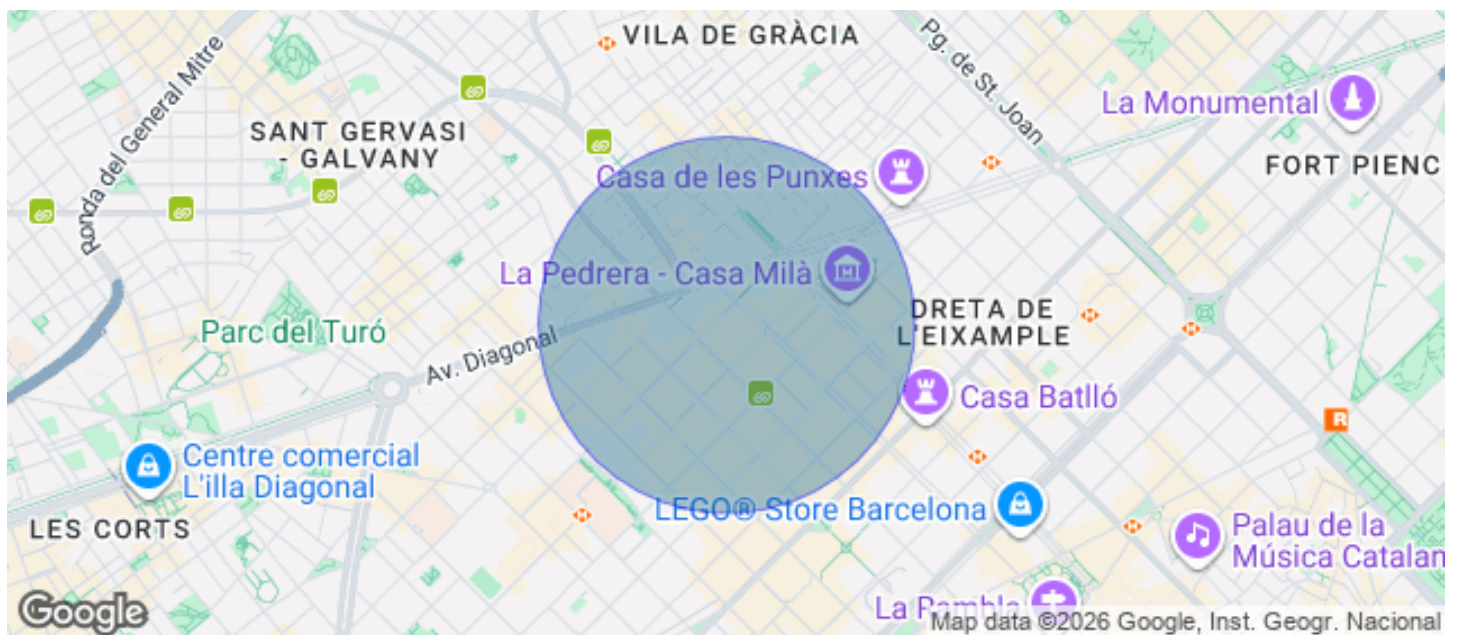 VILA DE GRÀCIA
Pg. de St. Joan
La Monumental
Ronda del General Mitre
SANT GERVASI
- GALVANY
FORT PIENC
Casa de les Punxes
La Pedrera - Casa Milà
DRETA DE
L'EIXAMPLE
Parc del Turó
Av. Diagonal
Casa Batlló
R
Centre comercial
L'illa Diagonal
LEGO® Store Barcelona
LES CORTS
Palau de la
Música Catalan
La Rambla
Google
Map data ©2026 Google, Inst. Geogr. Nacional